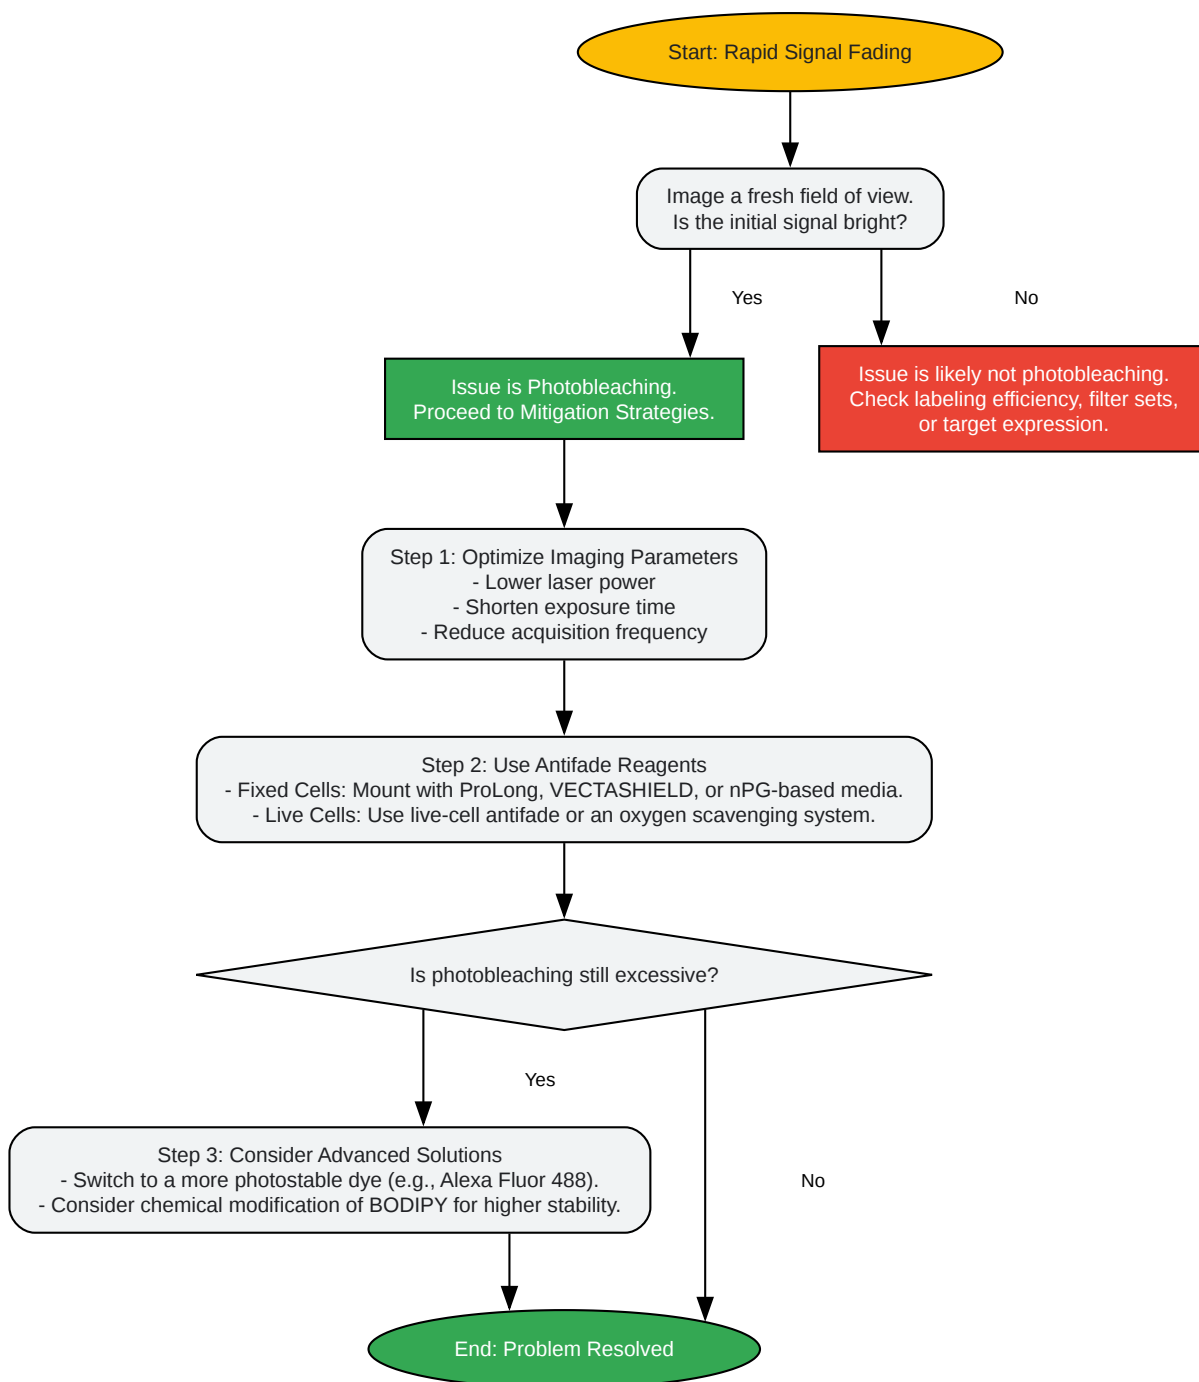 Start: Rapid Signal Fading
Image a fresh field of view.
Is the initial signal bright?
Yes
No
Issue is Photobleaching.
Proceed to Mitigation Strategies.
Issue is likely not photobleaching.
Check labeling efficiency, filter sets,
or target expression.
Step 1: Optimize Imaging Parameters
- Lower laser power
- Shorten exposure time
- Reduce acquisition frequency
Step 2: Use Antifade Reagents
- Fixed Cells: Mount with ProLong, VECTASHIELD, or nPG-based media.
- Live Cells: Use live-cell antifade or an oxygen scavenging system.
Is photobleaching still excessive?
Yes
No
Step 3: Consider Advanced Solutions
- Switch to a more photostable dye (e.g., Alexa Fluor 488).
- Consider chemical modification of BODIPY for higher stability.
End: Problem Resolved